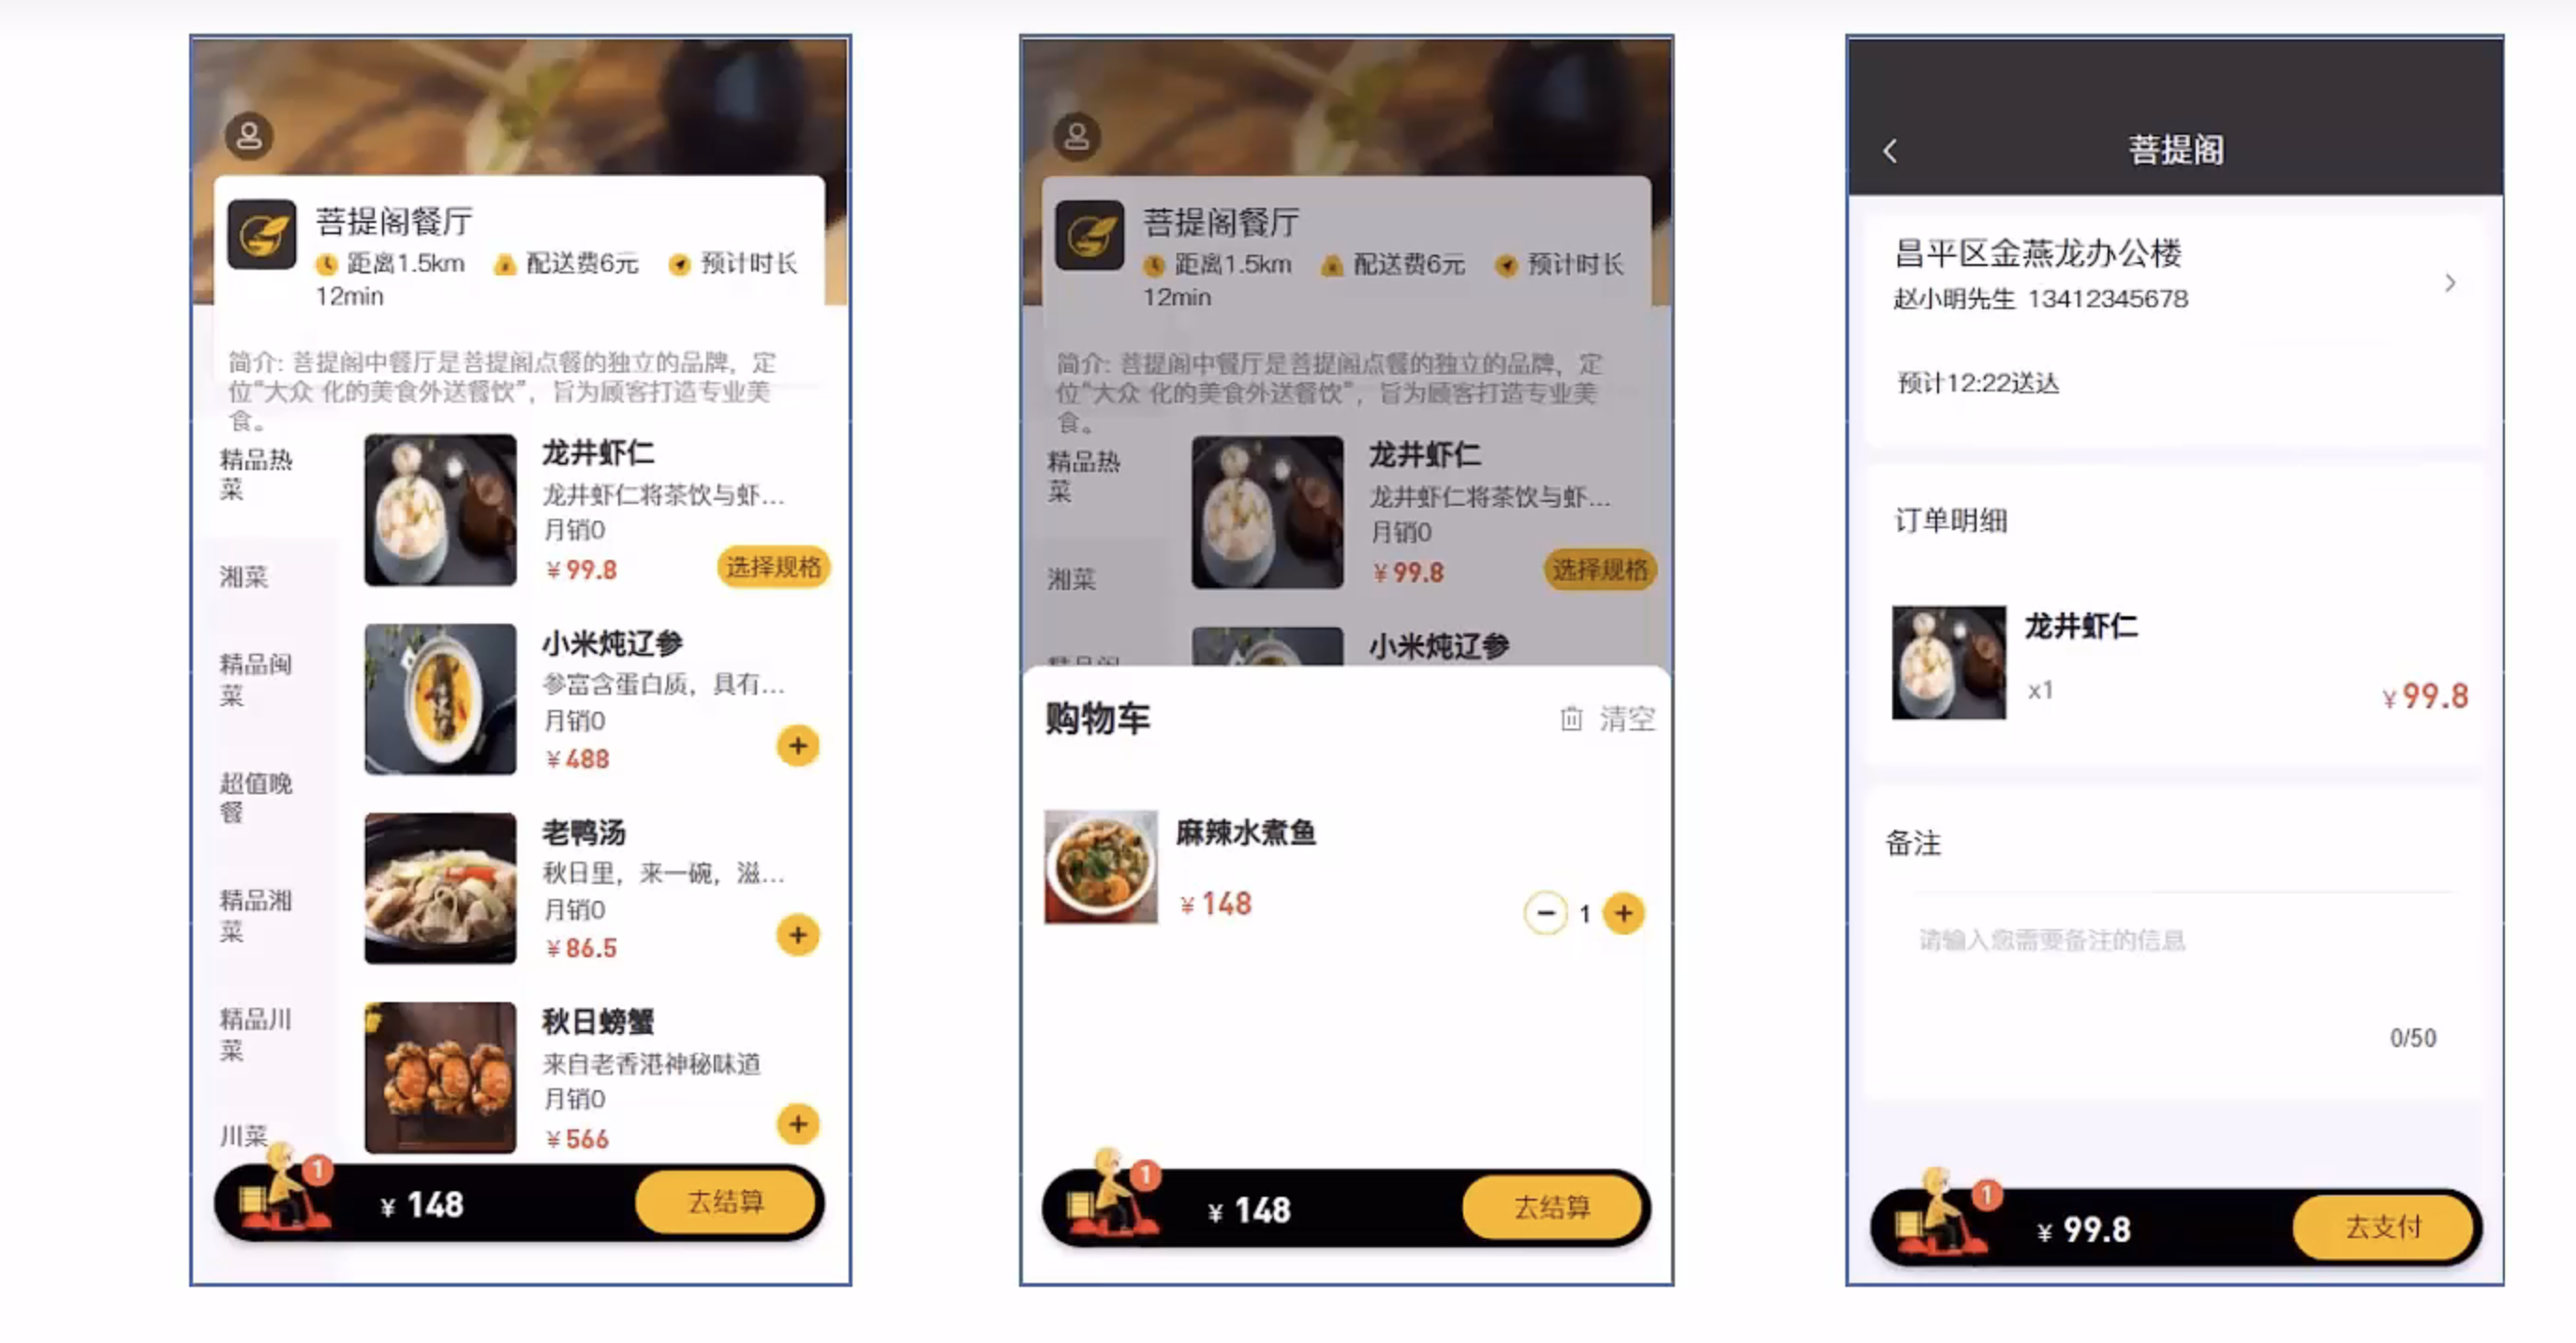 菩提阁餐厅
距离1.5km 配送费6元 预计时长
12min
简介: 菩提阁中餐厅是菩提阁点餐的独立的品牌，定
位“大众 化的美食外送餐饮”，旨为顾客打造专业美
食。
精品热
菜
湘菜
精品闽
菜
超值晚
餐
精品湘
菜
精品川
菜
川菜
龙井虾仁
龙井虾仁将茶饮与虾...
月销0
¥99.8
选择规格
小米炖辽参
参富含蛋白质，具有...
月销0
¥488
+
老鸭汤
秋日里，来一碗，滋...
月销0
¥86.5
+
秋日螃蟹
来自老香港神秘味道
月销0
¥566
+
1
¥ 148
去结算
菩提阁餐厅
距离1.5km 配送费6元 预计时长
12min
简介: 菩提阁中餐厅是菩提阁点餐的独立的品牌，定
位“大众 化的美食外送餐饮”，旨为顾客打造专业美
食。
精品热
菜
湘菜
精品闽
龙井虾仁
龙井虾仁将茶饮与虾...
月销0
¥99.8
选择规格
小米炖辽参
购物车
清空
麻辣水煮鱼
¥ 148
− 1 +
1
¥ 148
去结算
菩提阁
昌平区金燕龙办公楼
赵小明先生 13412345678
预计12:22送达
订单明细
龙井虾仁
x1
¥99.8
备注
请输入您需要备注的信息
0/50
1
¥ 99.8
去支付